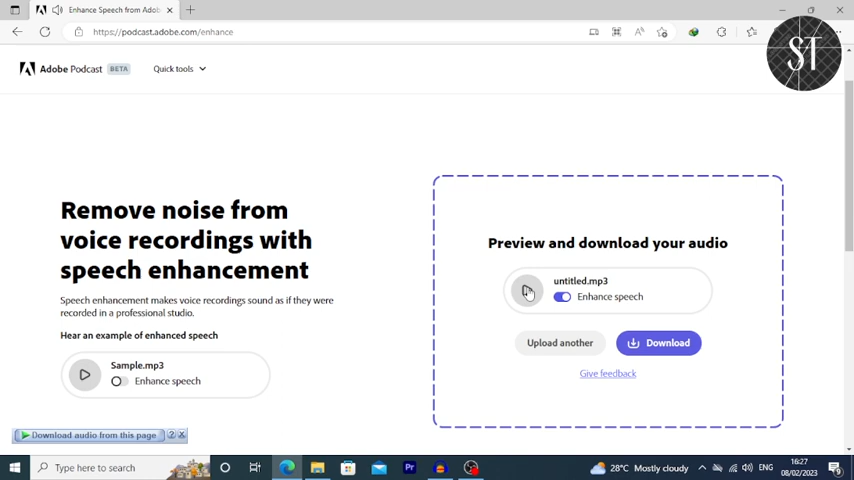 Enhance Speech from Adob
https://podcast.adobe.com/enhance
ST
Adobe Podcast BETA
Quick tools
Remove noise from
voice recordings with
speech enhancement
Speech enhancement makes voice recordings sound as if they were
recorded in a professional studio.
Hear an example of enhanced speech
Sample.mp3
Enhance speech
Preview and download your audio
untitled.mp3
Enhance speech
Upload another
Download
Give feedback
Download audio from this page
?
Type here to search
Pr
28°C Mostly cloudy
ENG
16:27
08/02/2023